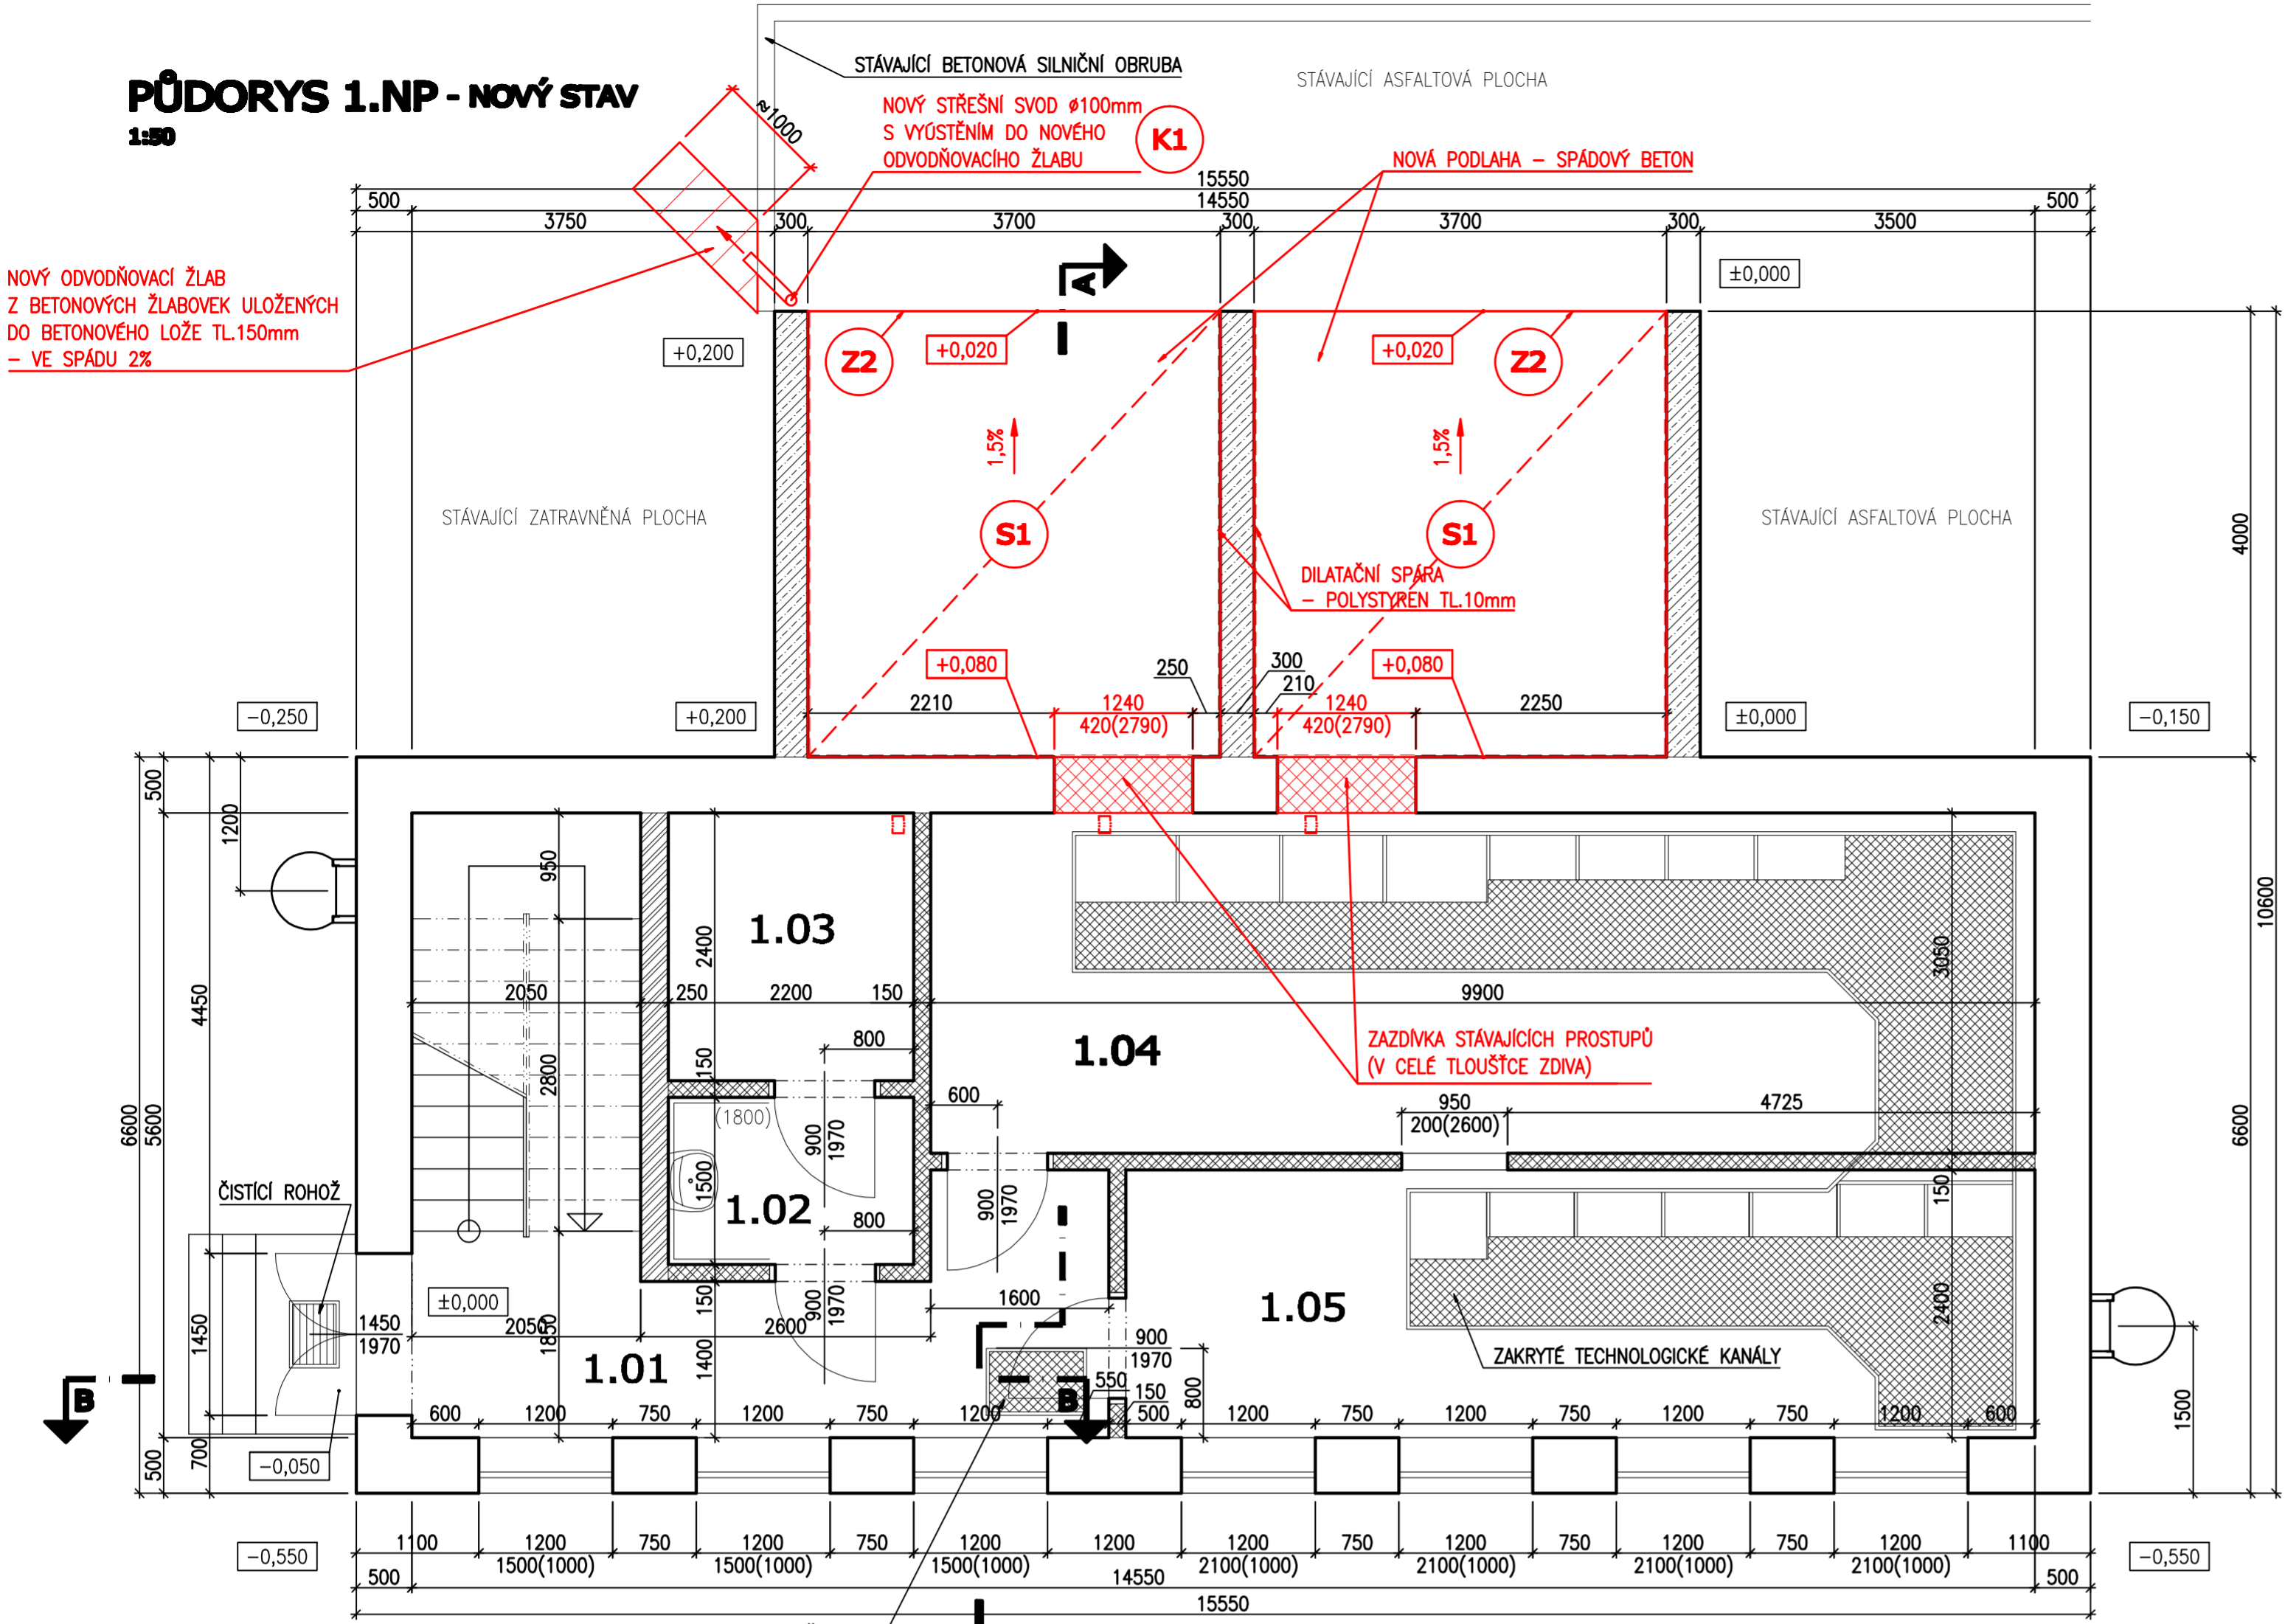 PŮDORYS 1.NP - NOVÝ STAV
1:50
STÁVAJÍCÍ BETONOVÁ SILNIČNÍ OBRUBA
STÁVAJÍCÍ ASFALTOVÁ PLOCHA
≈1000
NOVÝ STŘEŠNÍ SVOD ø100mm
S VYÚSTĚNÍM DO NOVÉHO
ODVODŇOVACÍHO ŽLABU
K1
NOVÁ PODLAHA – SPÁDOVÝ BETON
15550
500 14550 500
3750 300 3700 300 3700 300 3500
NOVÝ ODVODŇOVACÍ ŽLAB
Z BETONOVÝCH ŽLABOVEK ULOŽENÝCH
DO BETONOVÉHO LOŽE TL.150mm
– VE SPÁDU 2%
A
±0,000
+0,200
Z2
+0,020
+0,020
Z2
1,5%
1,5%
STÁVAJÍCÍ ZATRAVNĚNÁ PLOCHA
S1
S1
STÁVAJÍCÍ ASFALTOVÁ PLOCHA
4000
DILATAČNÍ SPÁRA
– POLYSTYREN TL.10mm
+0,080
250
300
210
+0,080
−0,250
+0,200
2210
1240
420(2790)
1240
420(2790)
2250
±0,000
−0,150
500
1200
950
1.03
2400
3050
10600
4450
2050 250 2200 150 9900
800
1.04
ZAZDÍVKA STÁVAJÍCÍCH PROSTUPŮ
(V CELÉ TLOUŠŤCE ZDIVA)
2800
150
600
950
200(2600)
4725
(1800)
900
1970
6600
5600
6600
ČISTÍCÍ ROHOŽ
1500
1.02
800
900
1970
150
±0,000
150
900
1970
1600
1.05
2400
1450
1450
1970
2050
1850
2600
1400
1.01
900
1970
550
150
800
ZAKRYTÉ TECHNOLOGICKÉ KANÁLY
1500
B
B
600 1200 750 1200 750 1200 500 1200 750 1200 750 1200 750 1200 600
700
500
−0,050
−0,550
1100 1200 750 1200 750 1200 1200 1200 750 1200 750 1200 750 1200 1100
1500(1000) 1500(1000) 1500(1000) 2100(1000) 2100(1000) 2100(1000) 2100(1000)
−0,550
500 14550 500
15550